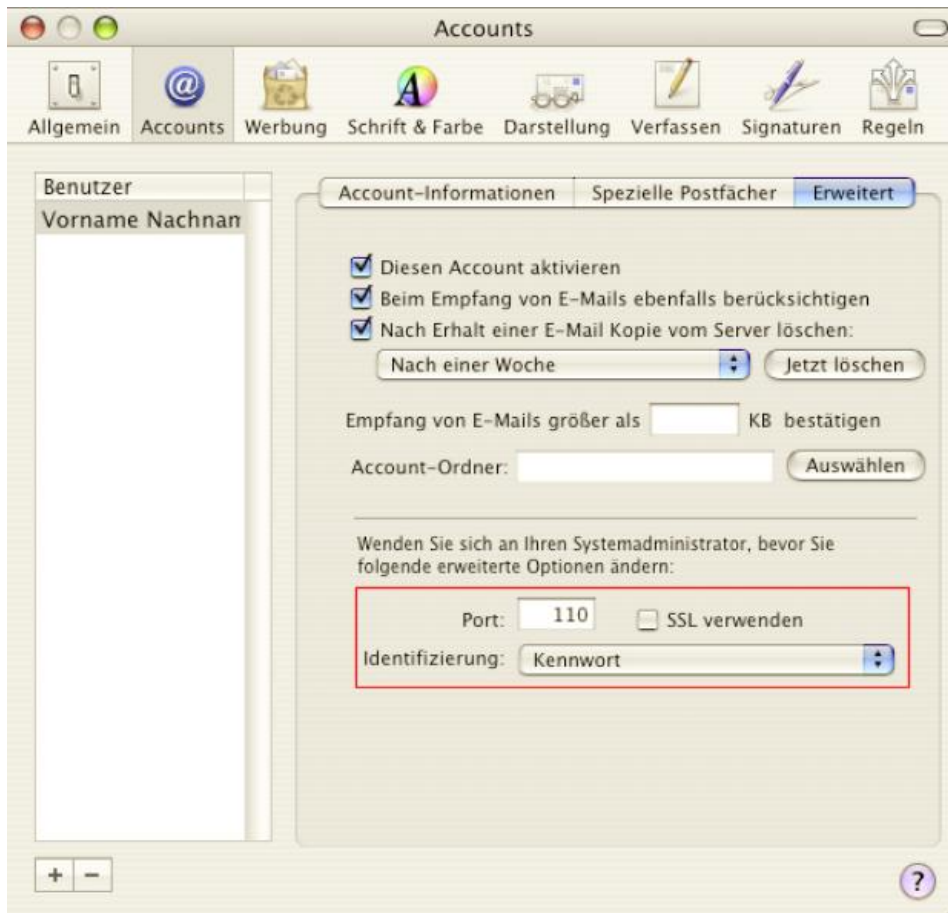 Accounts
Allgemein Accounts Werbung Schrift & Farbe Darstellung Verfassen Signaturen Regeln
Benutzer
Vorname Nachnan
Account-Informationen Spezielle Postfächer Erweitert
Diesen Account aktivieren
Beim Empfang von E-Mails ebenfalls berücksichtigen
Nach Erhalt einer E-Mail Kopie vom Server löschen:
Nach einer Woche Jetzt löschen
Empfang von E-Mails größer als KB bestätigen
Account-Ordner: Auswählen
Wenden Sie sich an Ihren Systemadministrator, bevor Sie
folgende erweiterte Optionen ändern:
Port: 110 SSL verwenden
Identifizierung: Kennwort
+ − ?